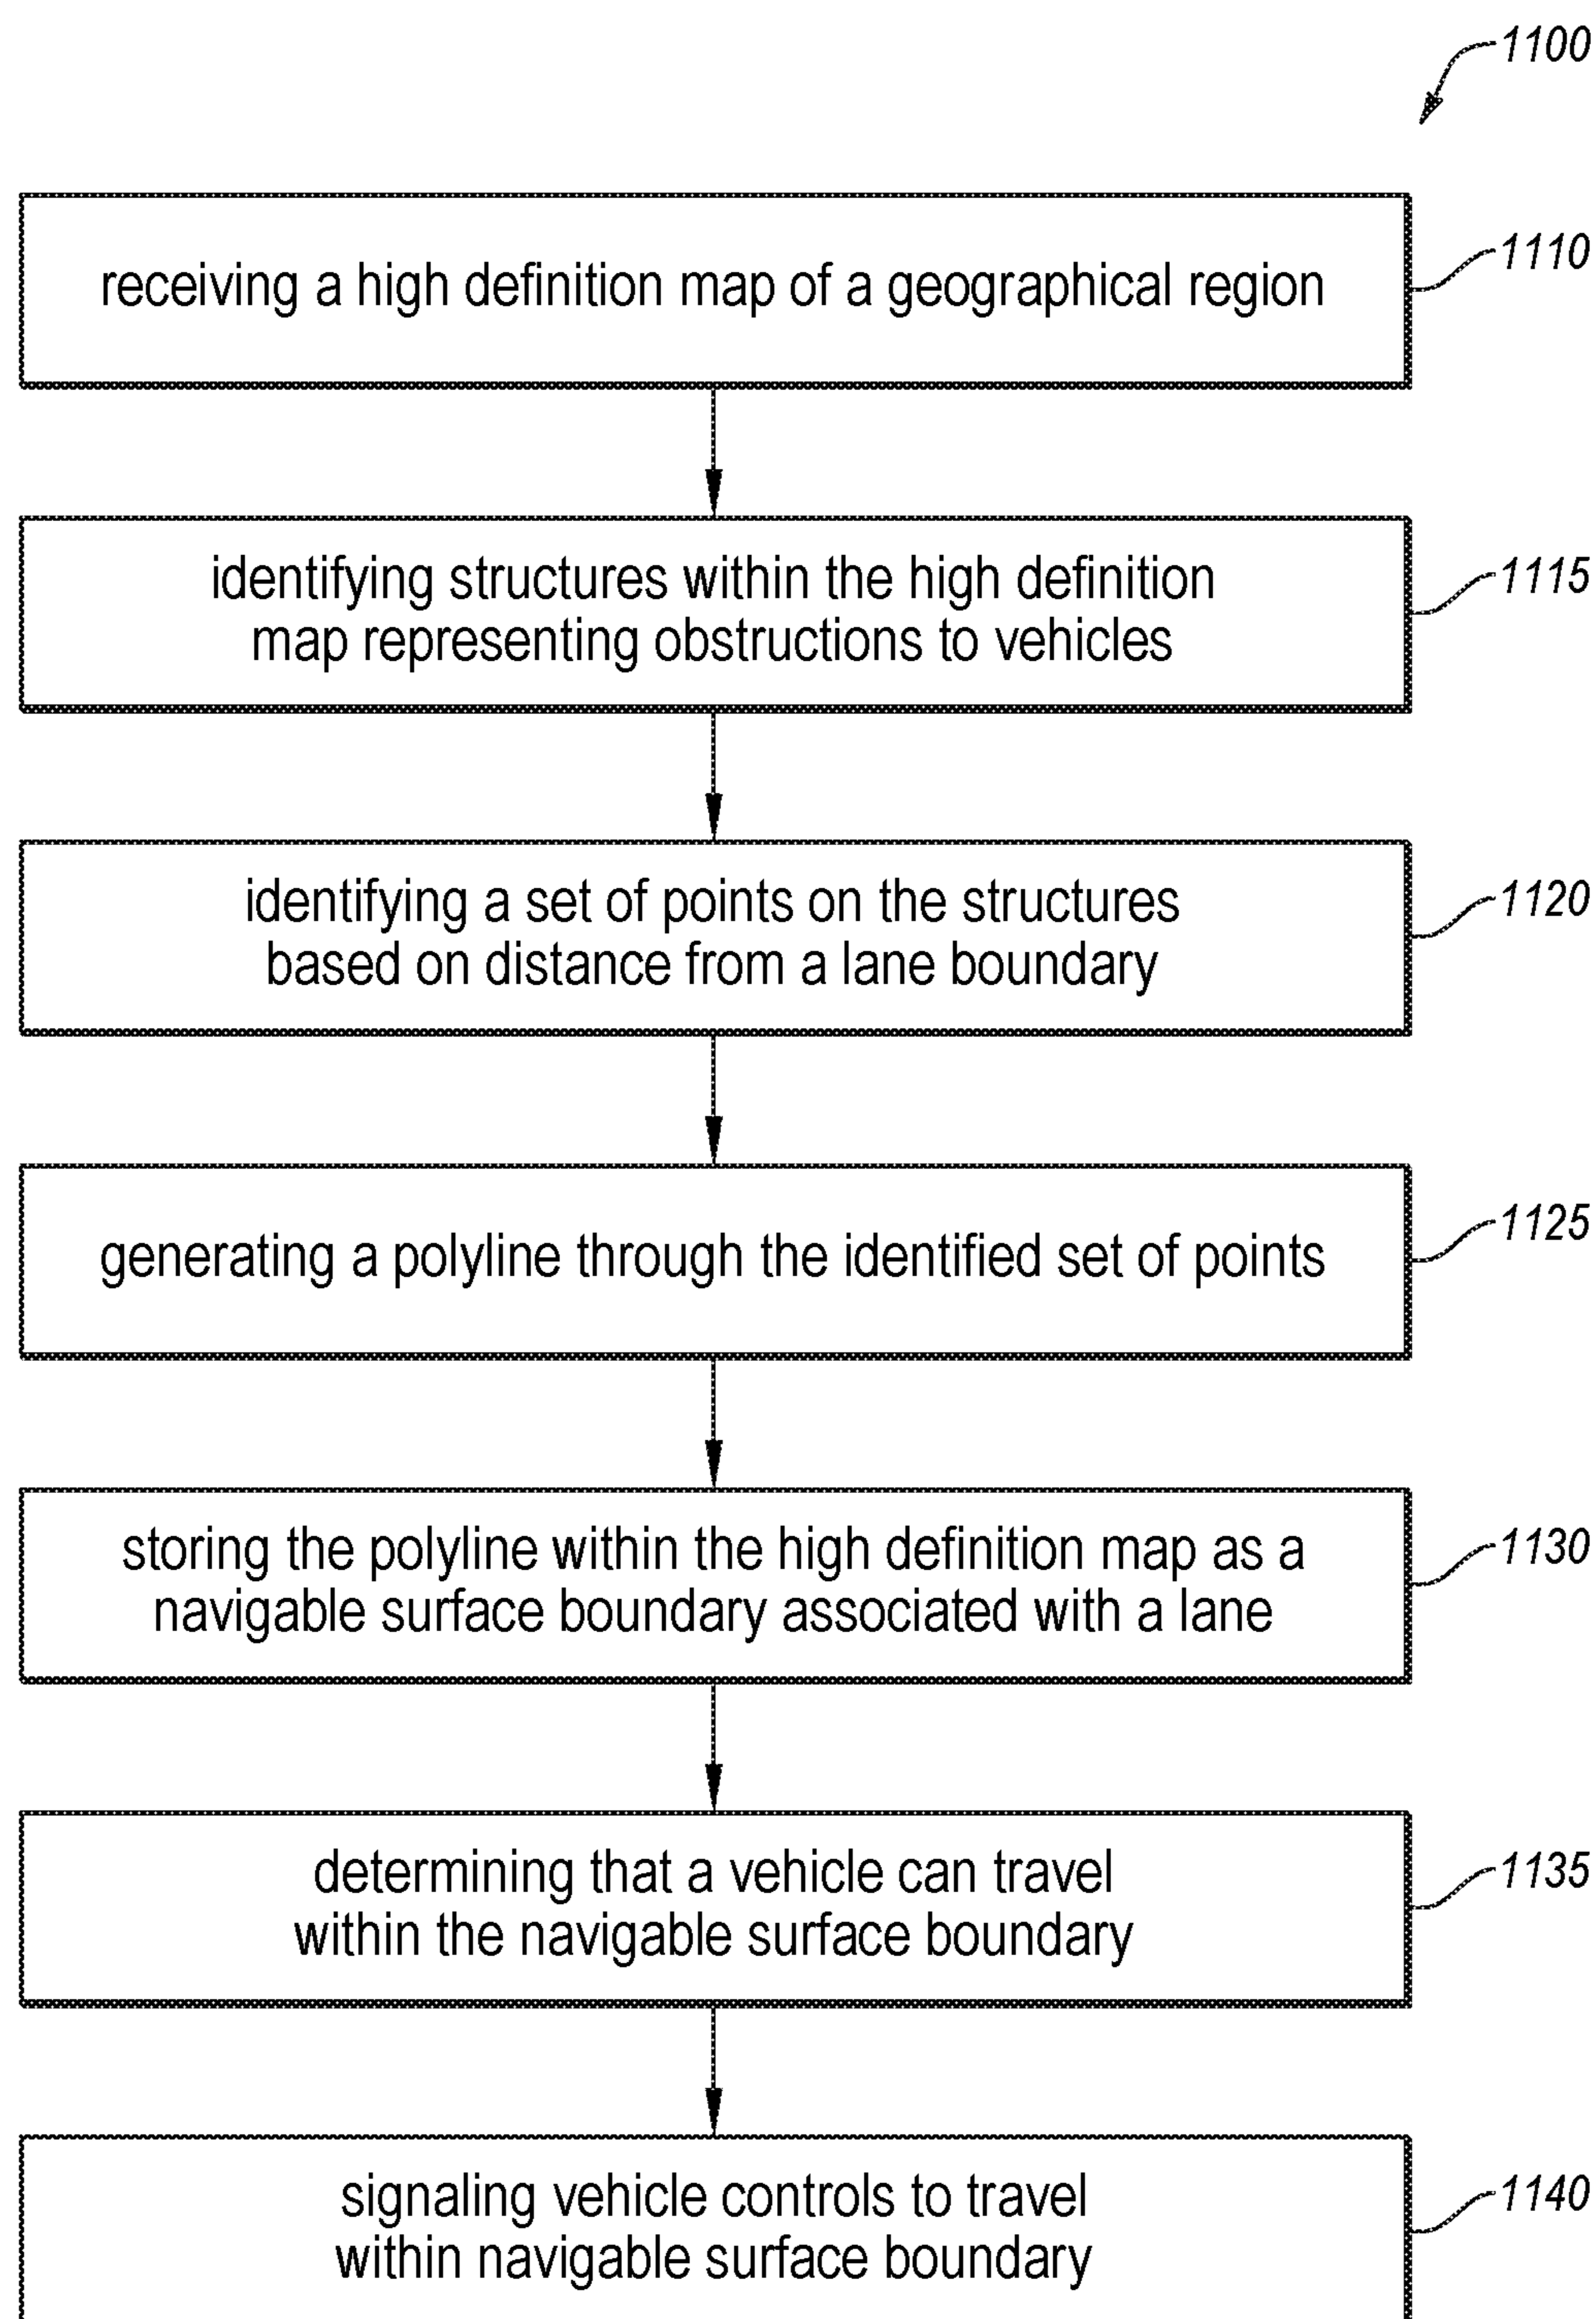 1100
receiving a high definition map of a geographical region
1110
identifying structures within the high definition
map representing obstructions to vehicles
1115
identifying a set of points on the structures
based on distance from a lane boundary
1120
generating a polyline through the identified set of points
1125
storing the polyline within the high definition map as a
navigable surface boundary associated with a lane
1130
determining that a vehicle can travel
within the navigable surface boundary
1135
signaling vehicle controls to travel
within navigable surface boundary
1140